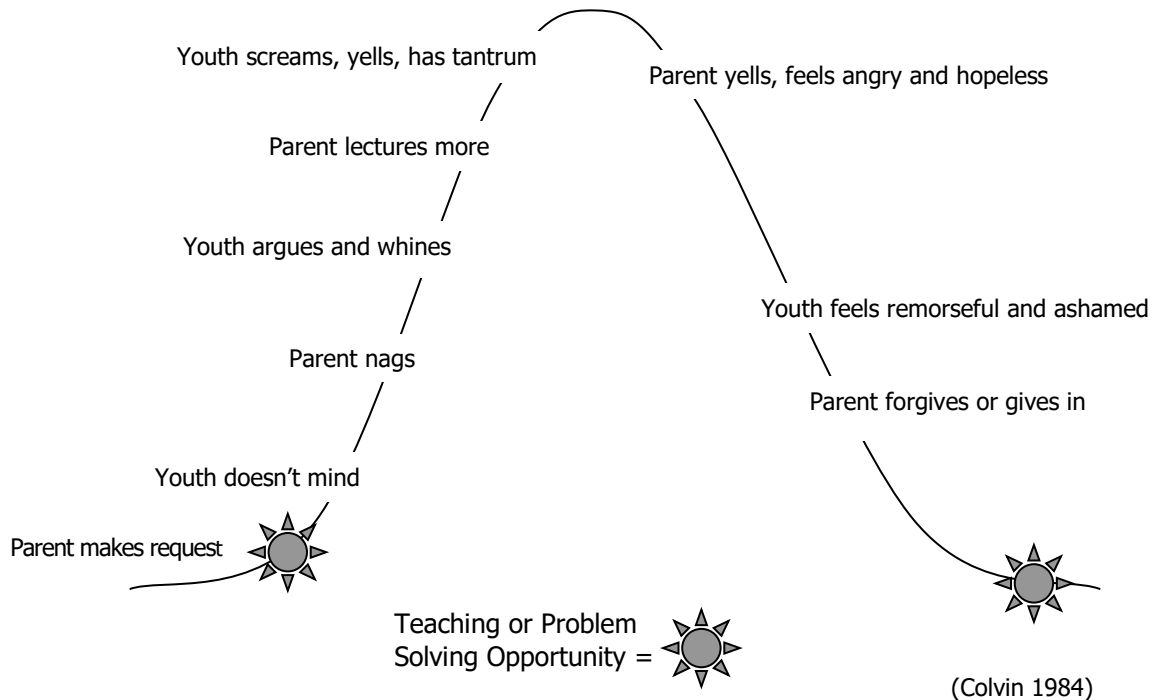 Youth screams, yells, has tantrum
Parent yells, feels angry and hopeless
Parent lectures more
Youth argues and whines
Youth feels remorseful and ashamed
Parent nags
Parent forgives or gives in
Youth doesn’t mind
Parent makes request
Teaching or Problem
Solving Opportunity =
(Colvin 1984)